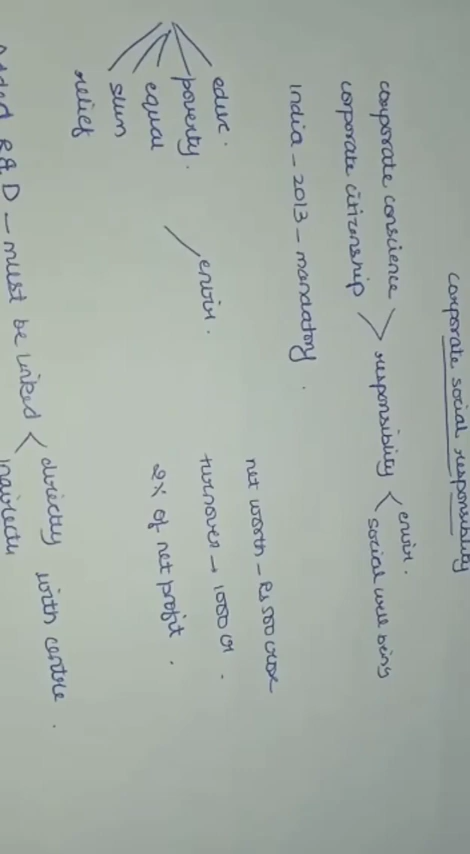 corporate social responsibility
corporate conscience
corporate citizenship > responsibility < envir.
social well being
India - 2013 - mandatory .
net worth - Rs 500 crore
turnover - 1000 cr .
2% of net profit .
educ.
poverty .
equal
slum
relief
envir.
Added R&D - must be linked < directly with centre .
indirectly